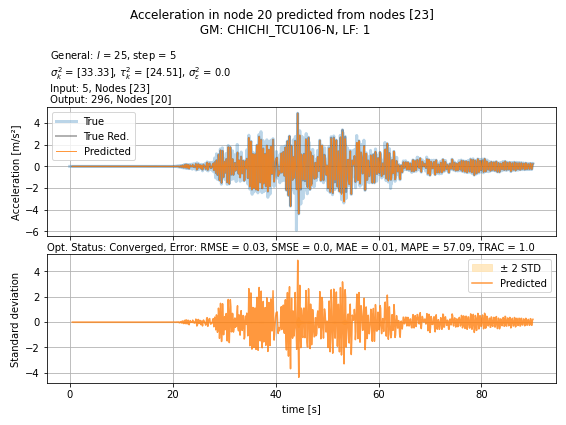 Acceleration in node 20 predicted from nodes [23]
GM: CHICHI_TCU106-N, LF: 1
General: l = 25, step = 5
σ²ₖ = [33.33], τ²ₖ = [24.51], σ²ε = 0.0
Input: 5, Nodes [23]
Output: 296, Nodes [20]
True
True Red.
Predicted
Acceleration [m/s²]
4
2
0
−2
−4
−6
Opt. Status: Converged, Error: RMSE = 0.03, SMSE = 0.0, MAE = 0.01, MAPE = 57.09, TRAC = 1.0
± 2 STD
Predicted
Standard deviation
4
2
0
−2
−4
0 20 40 60 80
time [s]